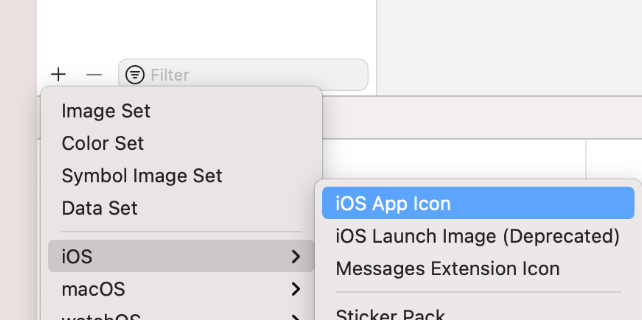 Filter
Image Set
Color Set
Symbol Image Set
Data Set
iOS
macOS
watchOS
iOS App Icon
iOS Launch Image (Deprecated)
Messages Extension Icon
Sticker Pack